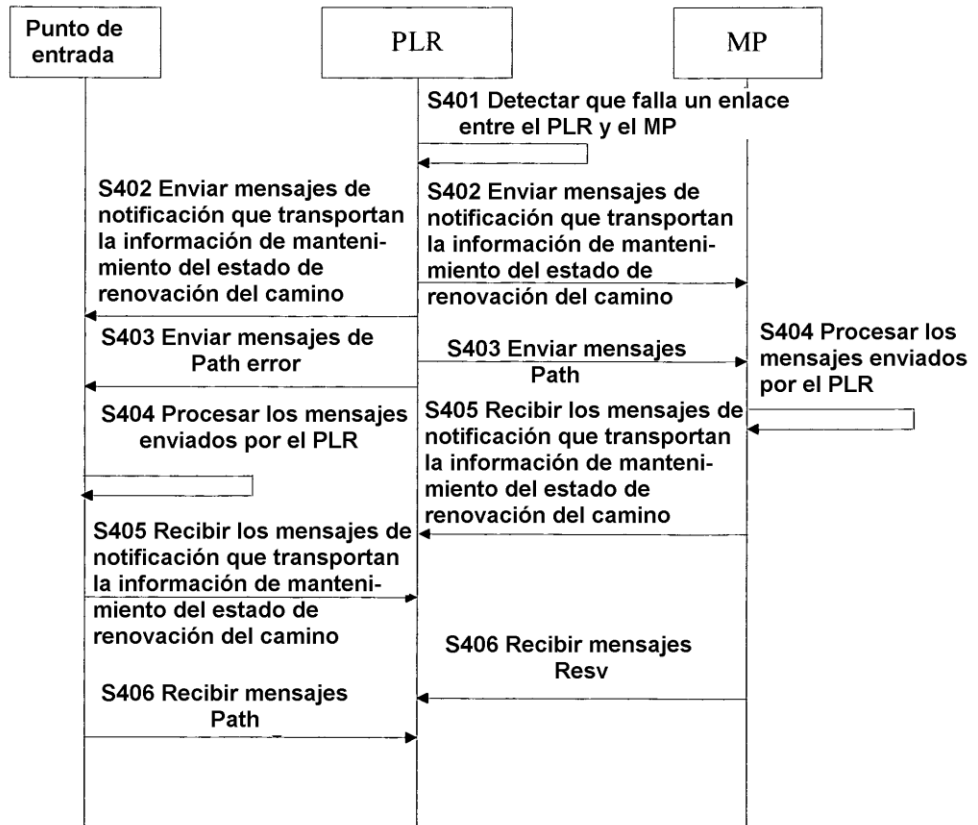 Punto de
entrada
PLR
MP
S401 Detectar que falla un enlace
entre el PLR y el MP
S402 Enviar mensajes de
notificación que transportan
la información de manteni-
miento del estado de
renovación del camino
S402 Enviar mensajes de
notificación que transportan
la información de manteni-
miento del estado de
renovación del camino
S403 Enviar mensajes de
Path error
S403 Enviar mensajes
Path
S404 Procesar los
mensajes enviados
por el PLR
S404 Procesar los mensajes
enviados por el PLR
S405 Recibir los mensajes de
notificación que transportan
la información de manteni-
miento del estado de
renovación del camino
S405 Recibir los mensajes de
notificación que transportan
la información de manteni-
miento del estado de
renovación del camino
S406 Recibir mensajes
Resv
S406 Recibir mensajes
Path